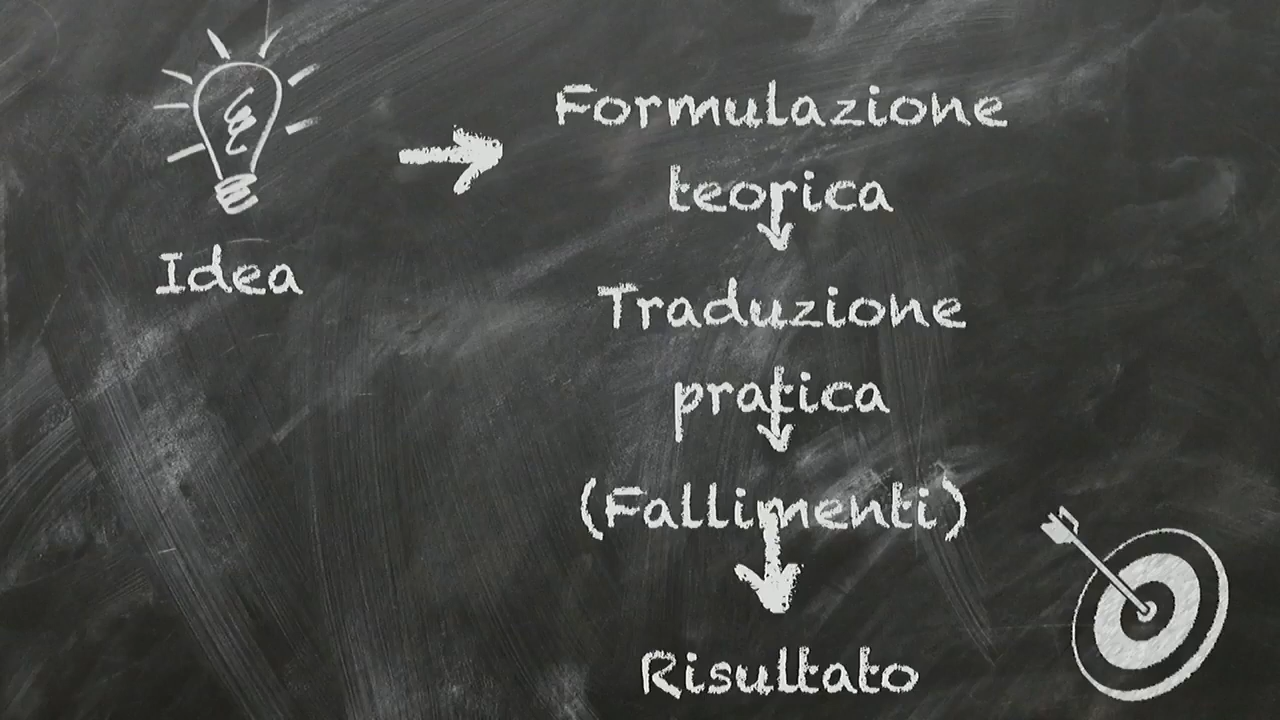 Idea
Formulazione
teorica
Traduzione
pratica
(Fallimenti)
Risultato